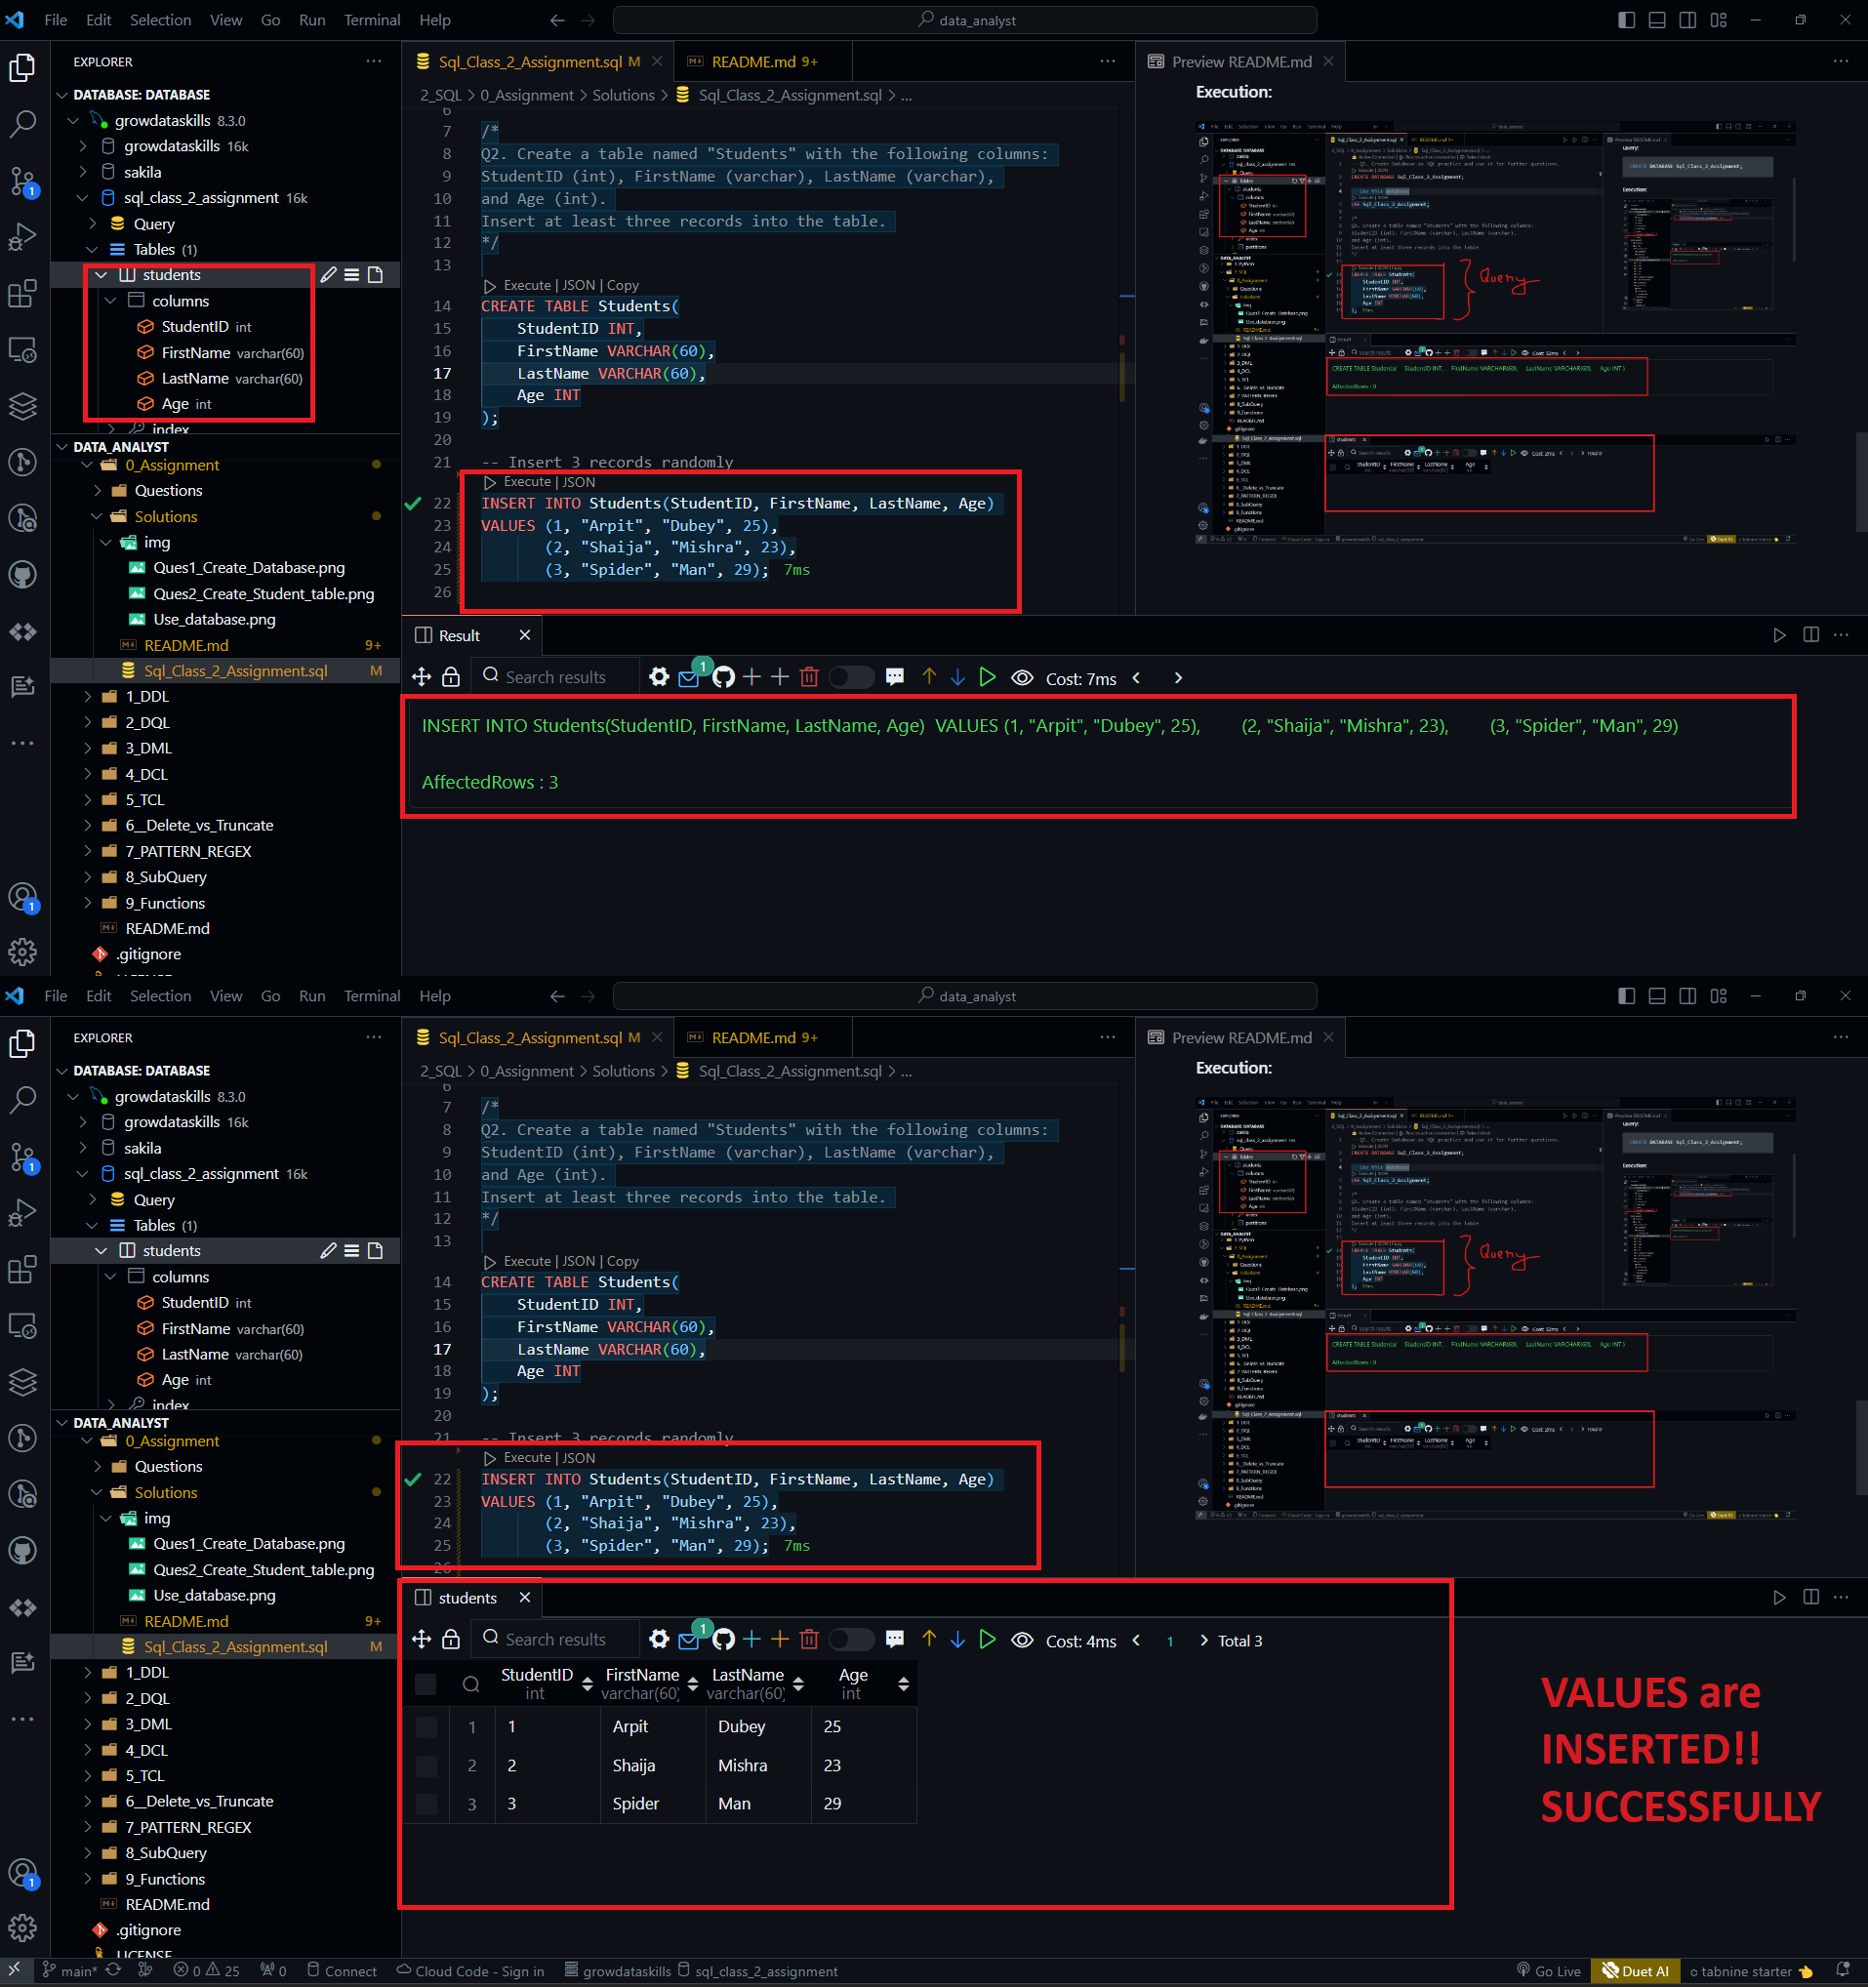 File Edit Selection View Go Run Terminal Help
data_analyst
EXPLORER
DATABASE: DATABASE
growdataskills 8.3.0
growdataskills 16k
sakila
sql_class_2_assignment 16k
Query
Tables (1)
students
columns
StudentID int
FirstName varchar(60)
LastName varchar(60)
Age int
index
DATA_ANALYST
0_Assignment
Questions
Solutions
img
Ques1_Create_Database.png
Ques2_Create_Student_table.png
Use_database.png
README.md 9+
Sql_Class_2_Assignment.sql M
1_DDL
2_DQL
3_DML
4_DCL
5_TCL
6__Delete_vs_Truncate
7_PATTERN_REGEX
8_SubQuery
9_Functions
README.md
.gitignore
Sql_Class_2_Assignment.sql M
README.md 9+
2_SQL > 0_Assignment > Solutions > Sql_Class_2_Assignment.sql > ...
6
7 /*
8 Q2. Create a table named "Students" with the following columns:
9 StudentID (int), FirstName (varchar), LastName (varchar),
10 and Age (int).
11 Insert at least three records into the table.
12 */
13
Execute | JSON | Copy
14 CREATE TABLE Students(
15 StudentID INT,
16 FirstName VARCHAR(60),
17 LastName VARCHAR(60),
18 Age INT
19 );
20
21 -- Insert 3 records randomly
Execute | JSON
22 INSERT INTO Students(StudentID, FirstName, LastName, Age)
23 VALUES (1, "Arpit", "Dubey", 25),
24 (2, "Shaija", "Mishra", 23),
25 (3, "Spider", "Man", 29); 7ms
26
Preview README.md
Execution:
Query
Result
Search results
1
Cost: 7ms
INSERT INTO Students(StudentID, FirstName, LastName, Age) VALUES (1, "Arpit", "Dubey", 25), (2, "Shaija", "Mishra", 23), (3, "Spider", "Man", 29)
AffectedRows : 3
File Edit Selection View Go Run Terminal Help
data_analyst
EXPLORER
DATABASE: DATABASE
growdataskills 8.3.0
growdataskills 16k
sakila
sql_class_2_assignment 16k
Query
Tables (1)
students
columns
StudentID int
FirstName varchar(60)
LastName varchar(60)
Age int
index
DATA_ANALYST
0_Assignment
Questions
Solutions
img
Ques1_Create_Database.png
Ques2_Create_Student_table.png
Use_database.png
README.md 9+
Sql_Class_2_Assignment.sql M
1_DDL
2_DQL
3_DML
4_DCL
5_TCL
6__Delete_vs_Truncate
7_PATTERN_REGEX
8_SubQuery
9_Functions
README.md
.gitignore
LICENSE
Sql_Class_2_Assignment.sql M
README.md 9+
2_SQL > 0_Assignment > Solutions > Sql_Class_2_Assignment.sql > ...
6
7 /*
8 Q2. Create a table named "Students" with the following columns:
9 StudentID (int), FirstName (varchar), LastName (varchar),
10 and Age (int).
11 Insert at least three records into the table.
12 */
13
Execute | JSON | Copy
14 CREATE TABLE Students(
15 StudentID INT,
16 FirstName VARCHAR(60),
17 LastName VARCHAR(60),
18 Age INT
19 );
20
21 -- Insert 3 records randomly
Execute | JSON
22 INSERT INTO Students(StudentID, FirstName, LastName, Age)
23 VALUES (1, "Arpit", "Dubey", 25),
24 (2, "Shaija", "Mishra", 23),
25 (3, "Spider", "Man", 29); 7ms
26
Preview README.md
Execution:
Query
students
Search results
1
Cost: 4ms
1
Total 3
StudentID FirstName LastName Age
int varchar(60) varchar(60) int
1 1 Arpit Dubey 25
2 2 Shaija Mishra 23
3 3 Spider Man 29
VALUES are
INSERTED!!
SUCCESSFULLY
main* 0 25 0 Connect Cloud Code - Sign in growdataskills sql_class_2_assignment Go Live Duet AI tabnine starter